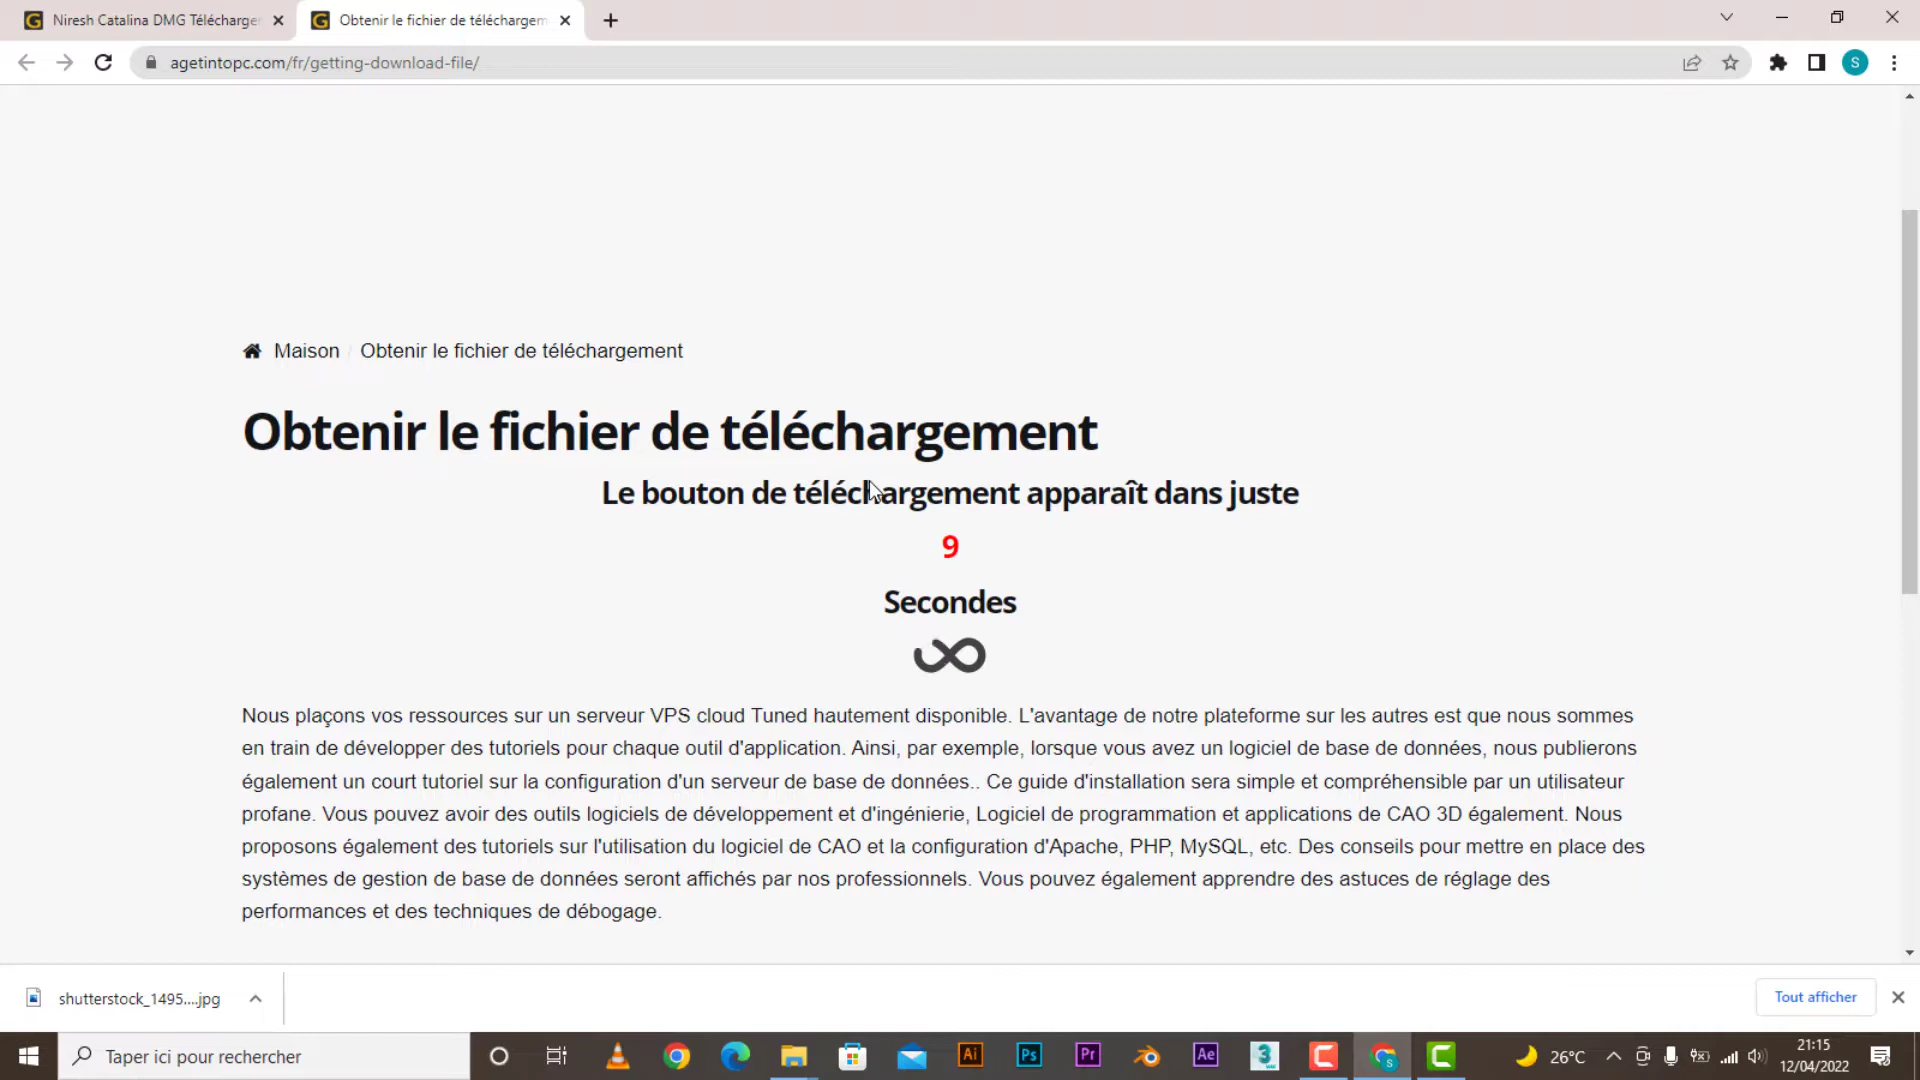 Niresh Catalina DMG Télécharger
Obtenir le fichier de téléchargem
agetintopc.com/fr/getting-download-file/
S
Maison / Obtenir le fichier de téléchargement
Obtenir le fichier de téléchargement
Le bouton de téléchargement apparaît dans juste
9
Secondes
Nous plaçons vos ressources sur un serveur VPS cloud Tuned hautement disponible. L'avantage de notre plateforme sur les autres est que nous sommes
en train de développer des tutoriels pour chaque outil d'application. Ainsi, par exemple, lorsque vous avez un logiciel de base de données, nous publierons
également un court tutoriel sur la configuration d'un serveur de base de données.. Ce guide d'installation sera simple et compréhensible par un utilisateur
profane. Vous pouvez avoir des outils logiciels de développement et d'ingénierie, Logiciel de programmation et applications de CAO 3D également. Nous
proposons également des tutoriels sur l'utilisation du logiciel de CAO et la configuration d'Apache, PHP, MySQL, etc. Des conseils pour mettre en place des
systèmes de gestion de base de données seront affichés par nos professionnels. Vous pouvez également apprendre des astuces de réglage des
performances et des techniques de débogage.
shutterstock_1495....jpg
Tout afficher
Taper ici pour rechercher
Ai
Ps
Pr
Ae
3
S
26°C
21:15
12/04/2022